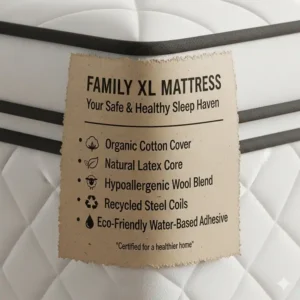 FAMILY XL MATTRESS
Your Safe & Healthy Sleep Haven
Organic Cotton Cover
Natural Latex Core
Hypoallergenic Wool Blend
Recycled Steel Coils
Eco-Friendly Water-Based Adhesive
"Certified for a healthier home"